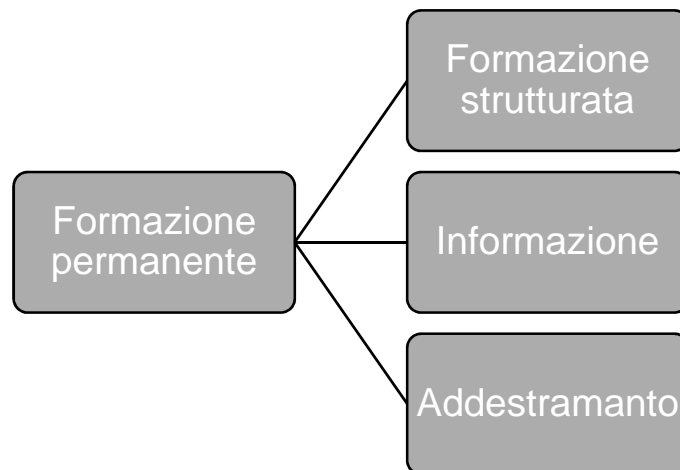 Formazione
strutturata
Formazione
permanente
Informazione
Addestramanto